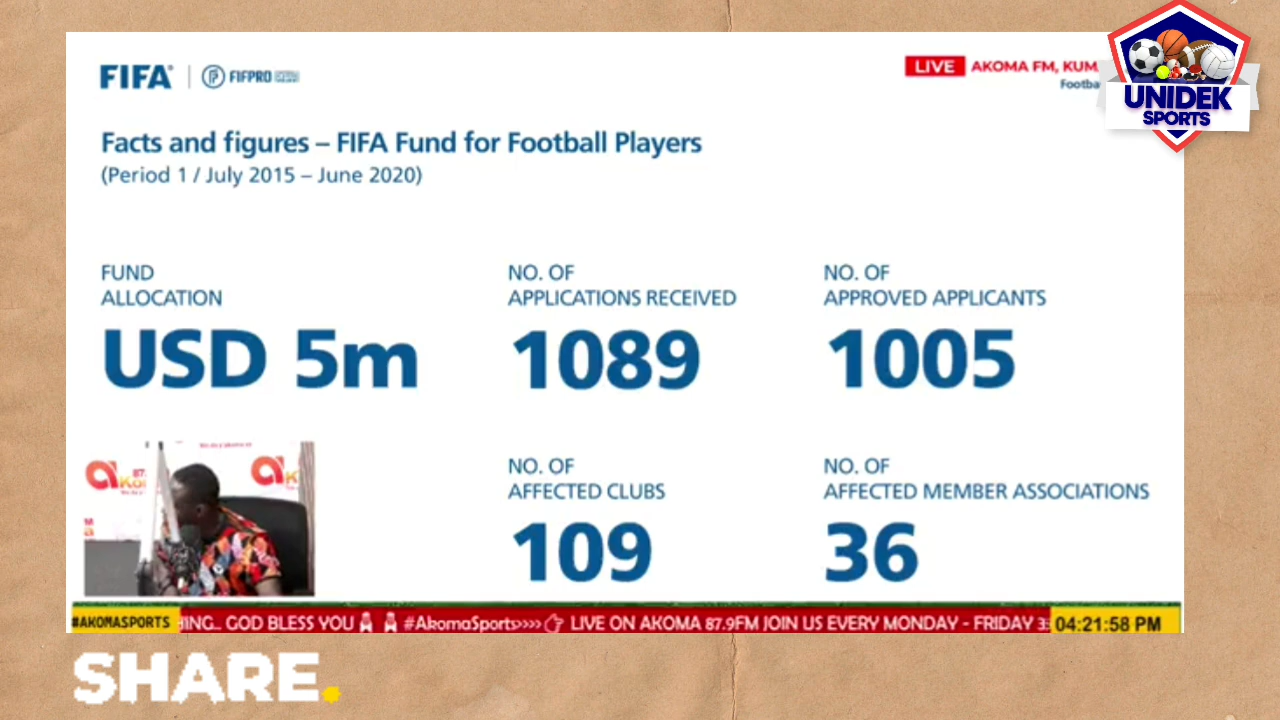 FIFA
FIFPRO
LIVE AKOMA FM, KUM
Footba
UNIDEK
SPORTS
Facts and figures – FIFA Fund for Football Players
(Period 1 / July 2015 – June 2020)
FUND
ALLOCATION
USD 5m
NO. OF
APPLICATIONS RECEIVED
1089
NO. OF
APPROVED APPLICANTS
1005
NO. OF
AFFECTED CLUBS
109
NO. OF
AFFECTED MEMBER ASSOCIATIONS
36
#AKOMASPORTS
ING.. GOD BLESS YOU #AkomaSports>>>> LIVE ON AKOMA 87.9FM JOIN US EVERY MONDAY - FRIDAY 3:
04:21:58 PM
SHARE.